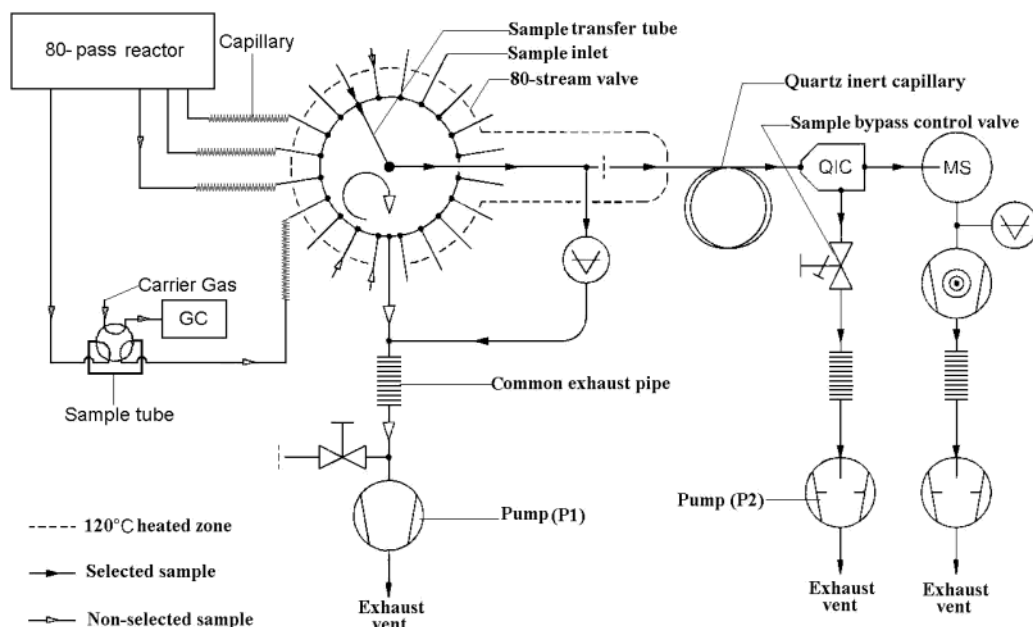 80- pass reactor
Capillary
Sample transfer tube
Sample inlet
80-stream valve
Quartz inert capillary
Sample bypass control valve
QIC
MS
Carrier Gas
GC
Sample tube
Common exhaust pipe
Pump (P1)
Pump (P2)
120°C heated zone
Selected sample
Non-selected sample
Exhaust
vent
Exhaust
vent
Exhaust
vent